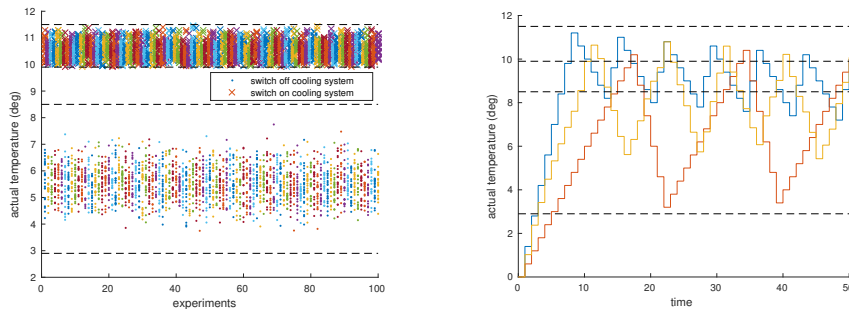 12
11
10
9
8
7
6
5
4
3
2
actual temperature (deg)
switch off cooling system
switch on cooling system
0 20 40 60 80 100
experiments
12
10
8
6
4
2
0
actual temperature (deg)
0 10 20 30 40 50
time